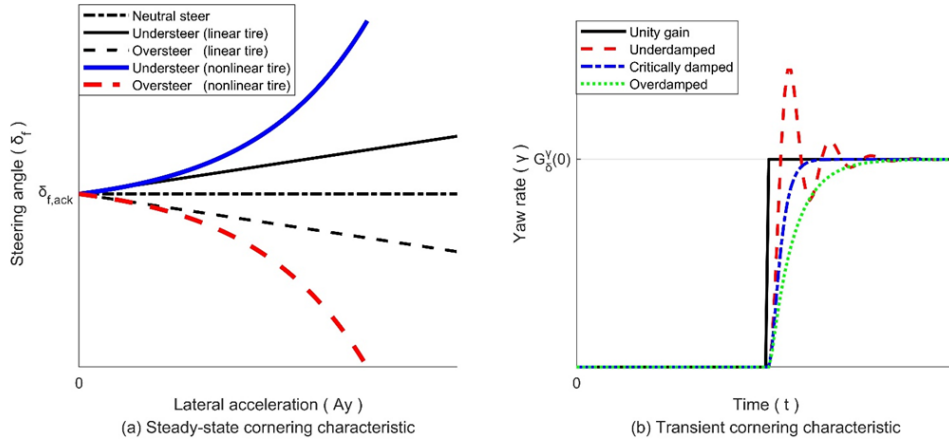 Neutral steer
Understeer (linear tire)
Oversteer (linear tire)
Understeer (nonlinear tire)
Oversteer (nonlinear tire)
Steering angle ( δf )
δf,ack
0
Lateral acceleration ( Ay )
(a) Steady-state cornering characteristic
Unity gain
Underdamped
Critically damped
Overdamped
Yaw rate ( γ )
Gδγ(0)
0
Time ( t )
(b) Transient cornering characteristic